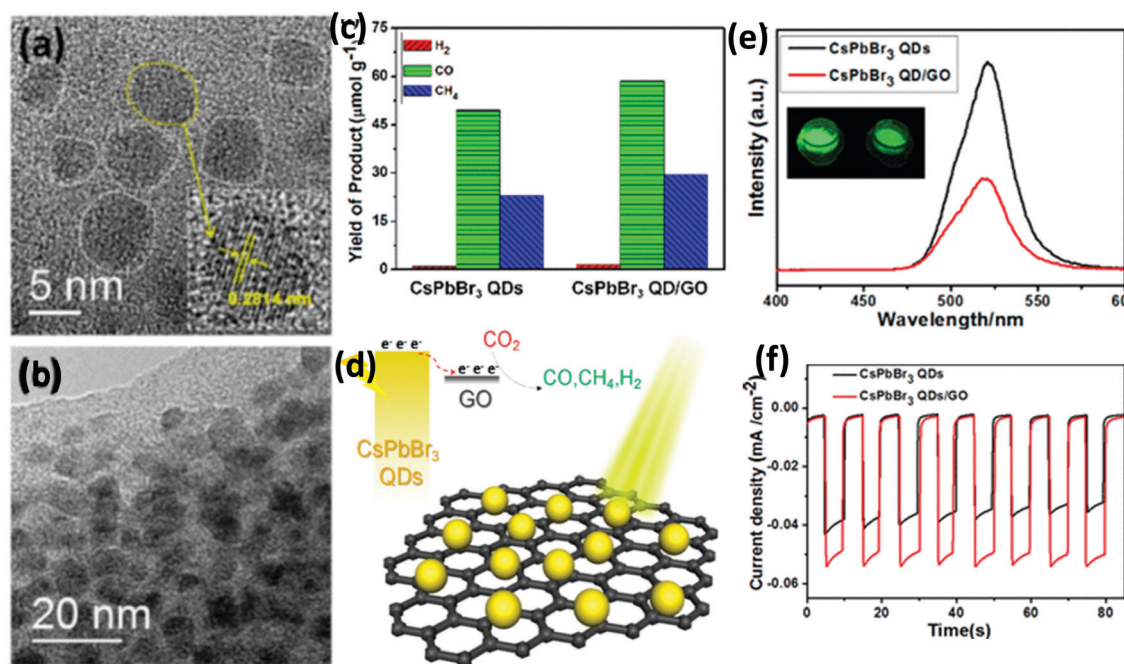 (a)
5 nm
0.2814 nm
(b)
20 nm
(c)
Yield of Product (μmol g⁻¹)
75
60
45
30
15
0
H₂
CO
CH₄
CsPbBr₃ QDs
CsPbBr₃ QD/GO
(d)
e⁻ e⁻ e⁻
e⁻ e⁻ e⁻
GO
CO₂
CO,CH₄,H₂
CsPbBr₃
QDs
(e)
CsPbBr₃ QDs
CsPbBr₃ QD/GO
Intensity (a.u.)
400 450 500 550 600
Wavelength/nm
(f)
CsPbBr₃ QDs
CsPbBr₃ QDs/GO
Current density (mA /cm⁻²)
0.00
-0.02
-0.04
-0.06
0 20 40 60 80
Time(s)